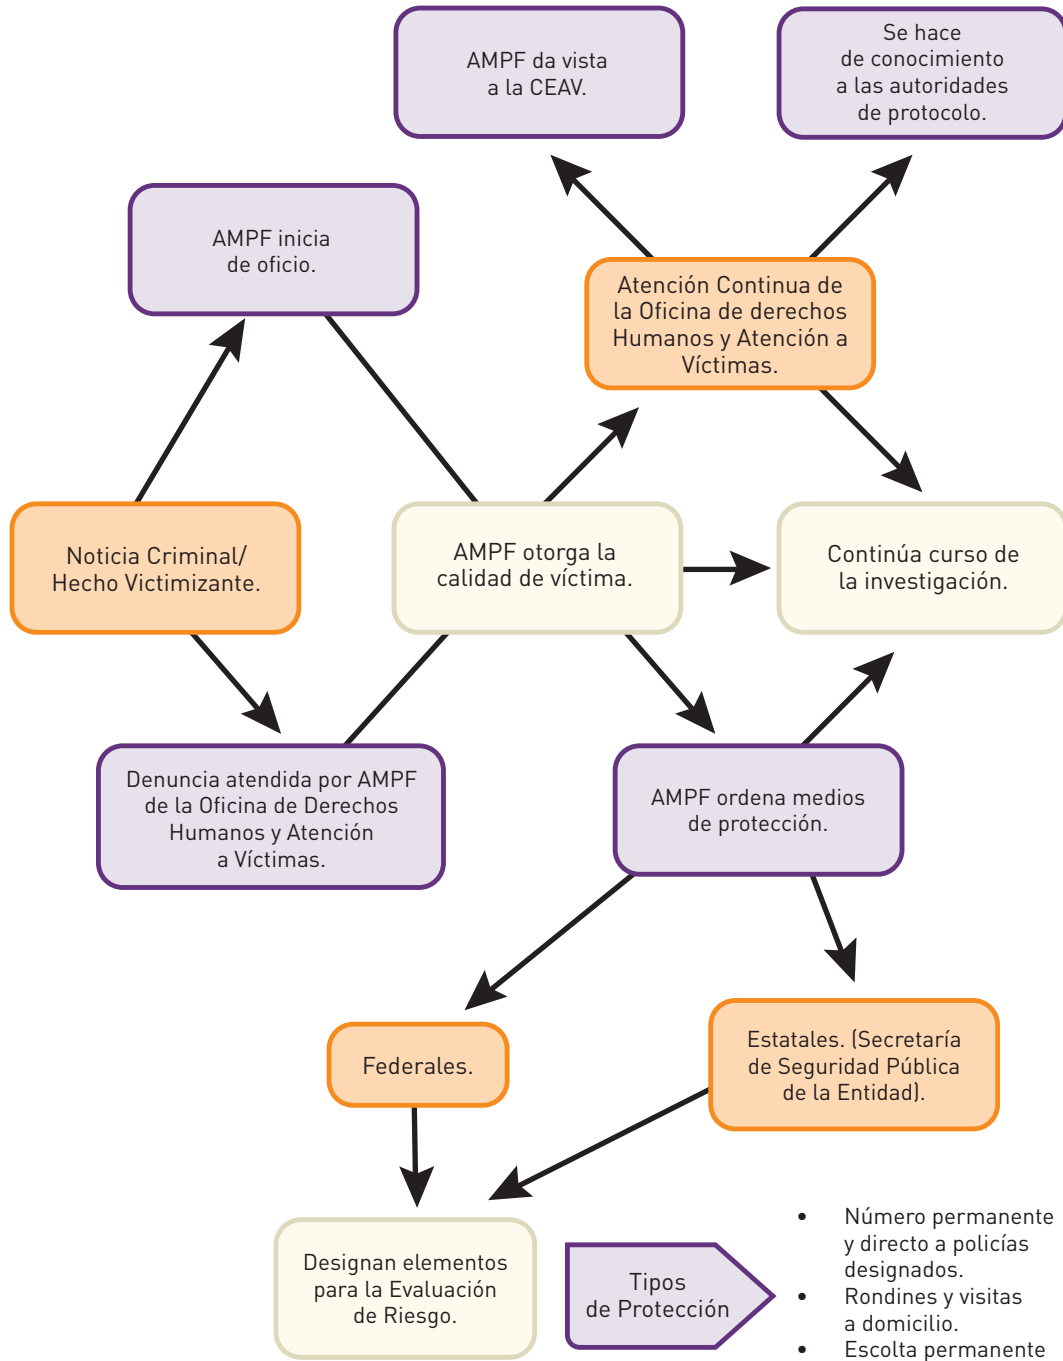 AMPF da vista
a la CEAV.
Se hace
de conocimiento
a las autoridades
de protocolo.
AMPF inicia
de oficio.
Atención Continua de
la Oficina de derechos
Humanos y Atención a
Víctimas.
Noticia Criminal/
Hecho Victimizante.
AMPF otorga la
calidad de víctima.
Continúa curso de
la investigación.
Denuncia atendida por AMPF
de la Oficina de Derechos
Humanos y Atención
a Víctimas.
AMPF ordena medios
de protección.
Federales.
Estatales. (Secretaría
de Seguridad Pública
de la Entidad).
Designan elementos
para la Evaluación
de Riesgo.
Tipos
de Protección
• Número permanente
y directo a policías
designados.
• Rondines y visitas
a domicilio.
• Escolta permanente